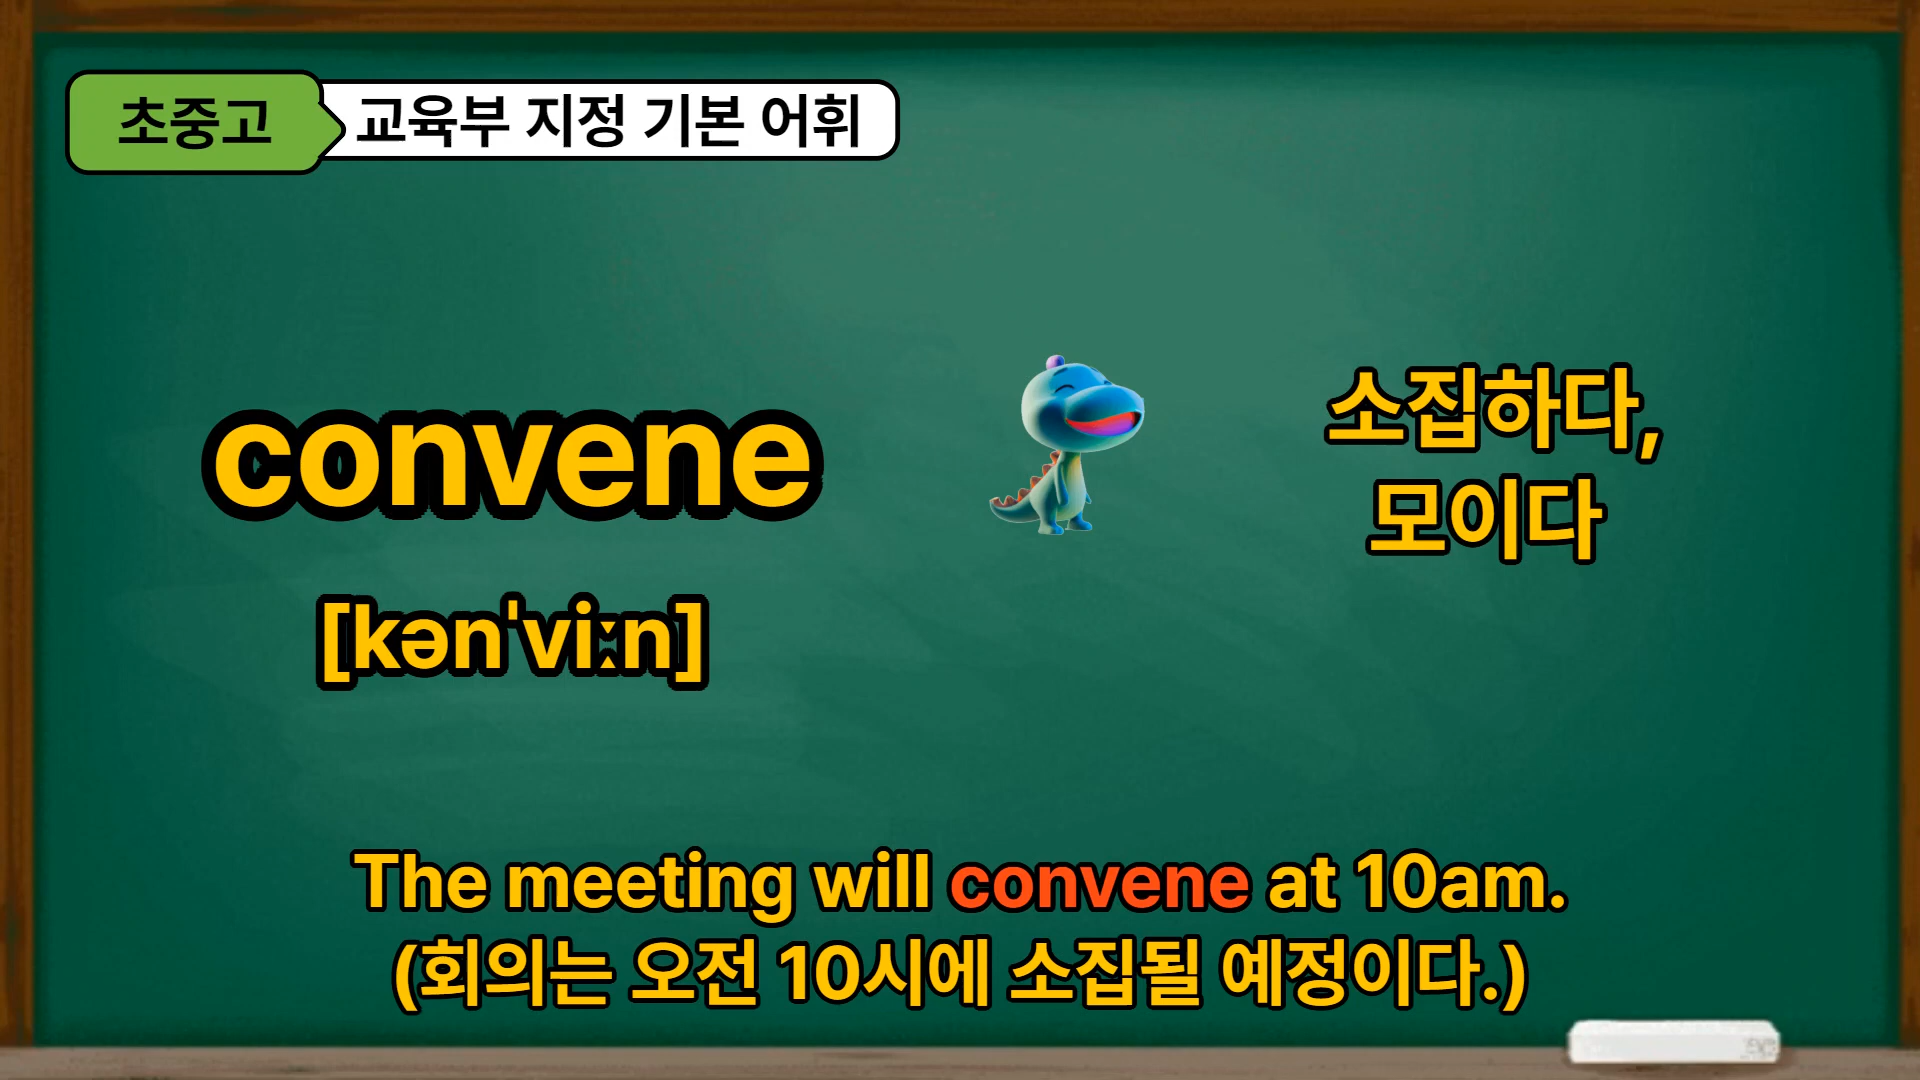 초중고 교육부 지정 기본 어휘
convene
[kənˈviːn]
소집하다,
모이다
The meeting will convene at 10am.
(회의는 오전 10시에 소집될 예정이다.)